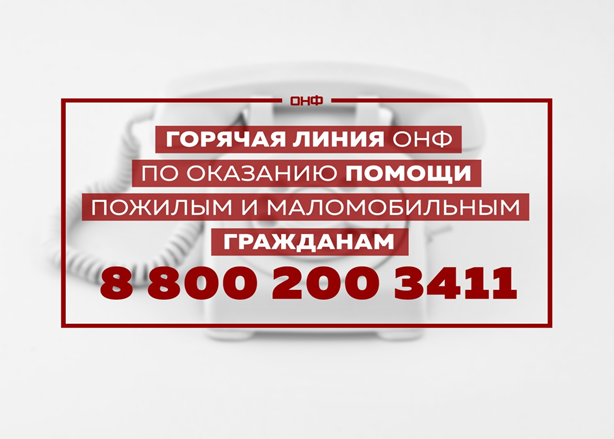 ОНФ
ГОРЯЧАЯ ЛИНИЯ ОНФ
ПО ОКАЗАНИЮ ПОМОЩИ
ПОЖИЛЫМ И МАЛОМОБИЛЬНЫМ
ГРАЖДАНАМ
8 800 200 3411